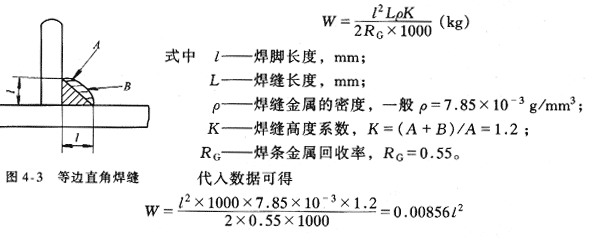 W = l²LρK / 2R_G×1000 (kg)
式中 l——焊脚长度，mm；
L——焊缝长度，mm；
ρ——焊缝金属的密度，一般 ρ=7.85×10⁻³ g/mm³；
K——焊缝高度系数，K=(A+B)/A=1.2；
R_G——焊条金属回收率，R_G=0.55。
A
B
l
l
图 4-3 等边直角焊缝
代入数据可得
W = l²×1000×7.85×10⁻³×1.2 / 2×0.55×1000 = 0.00856l²